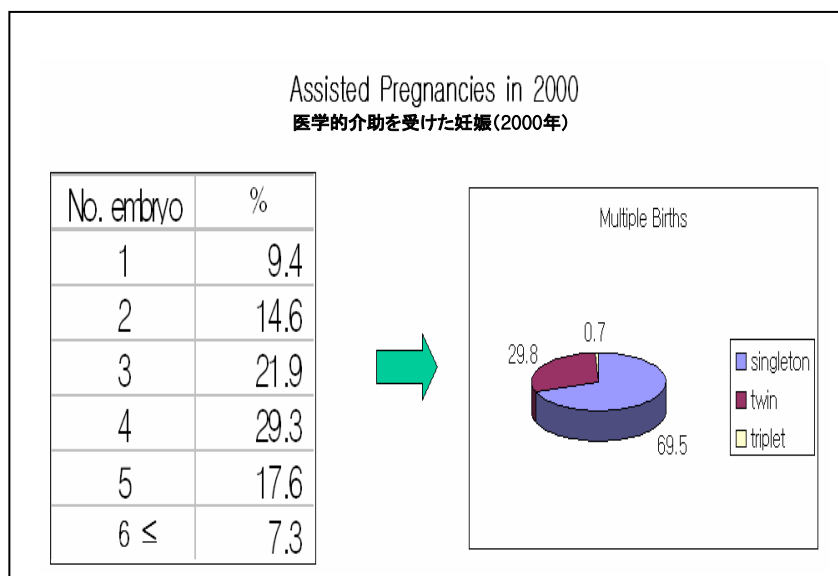 Assisted Pregnancies in 2000
医学的介助を受けた妊娠(2000年)
No. embryo %
1 9.4
2 14.6
3 21.9
4 29.3
5 17.6
6 ≤ 7.3
Multiple Births
0.7
29.8
69.5
singleton
twin
triplet